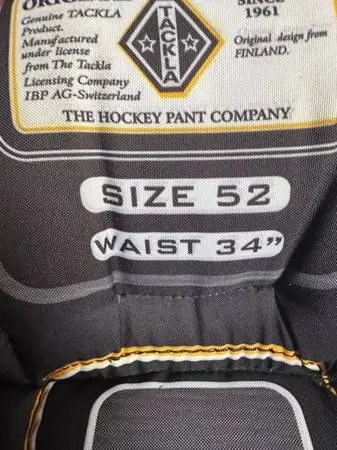 SINCE
Genuine TACKLA
1961
Product.
Manufactured
under license
from The Tackla
Licensing Company
IBP AG-Switzerland
TACKLA
Original design from
FINLAND.
THE HOCKEY PANT COMPANY
SIZE 52
WAIST 34"